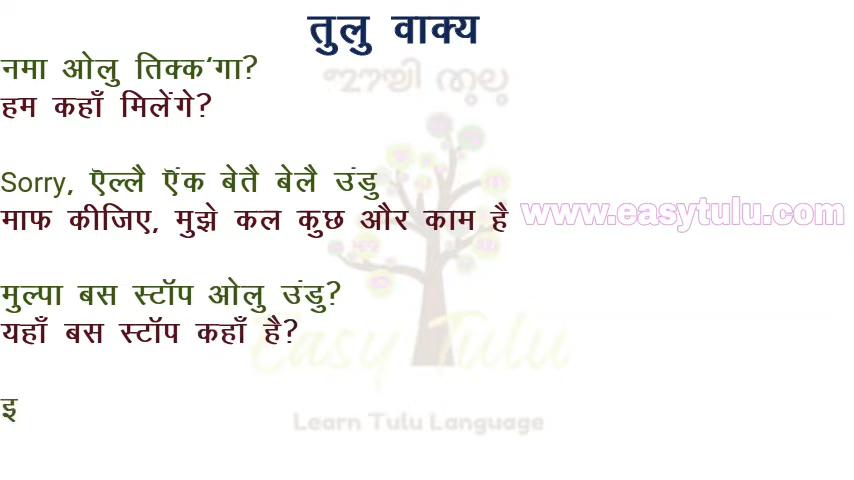 तुलु वाक्य
नमा ओलु तिक्क‘गा?
हम कहाँ मिलेंगे?
Sorry, ऎल्लै ऎंक बेतै बेलै उंडु
माफ कीजिए, मुझे कल कुछ और काम है
www.easytulu.com
मुल्पा बस स्टॉप ओलु उंडु?
यहाँ बस स्टॉप कहाँ है?
Easy Tulu
इ
Learn Tulu Language